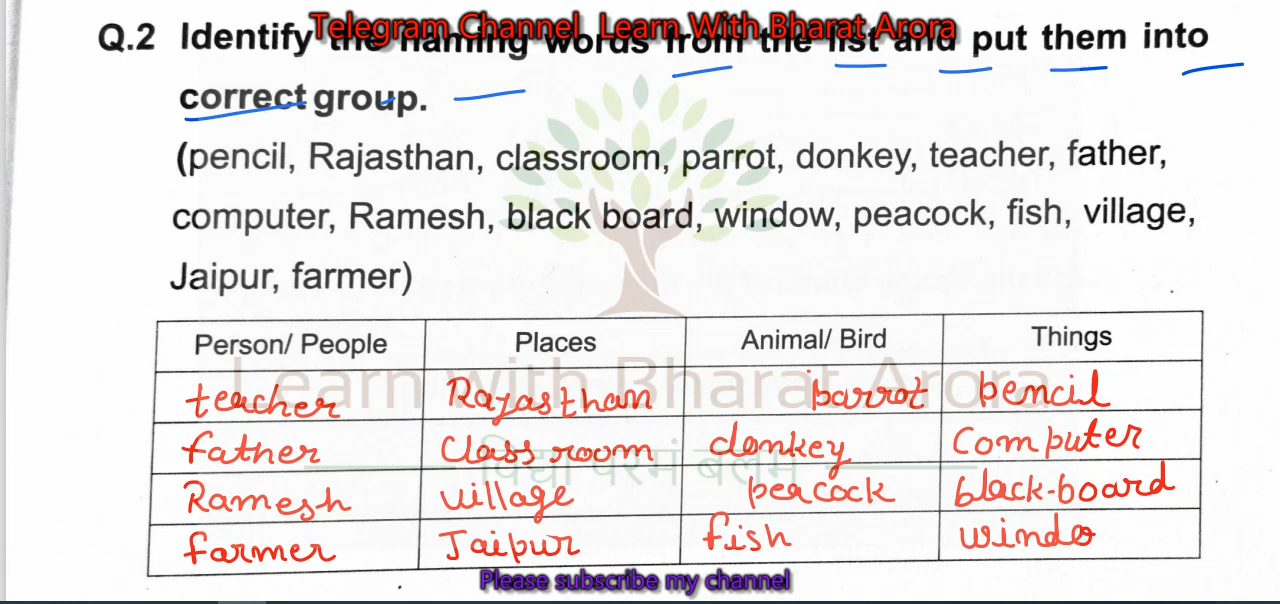 Telegram Channel Learn With Bharat Arora
Q.2 Identify the naming words from the list and put them into
correct group.
(pencil, Rajasthan, classroom, parrot, donkey, teacher, father,
computer, Ramesh, black board, window, peacock, fish, village,
Jaipur, farmer)
Person/ People Places Animal/ Bird Things
Learn with Bharat Arora
teacher Rajasthan parrot pencil
father Classroom donkey Computer
विद्या परमं बलम
Ramesh village peacock black-board
farmer Jaipur fish windo
Please subscribe my channel